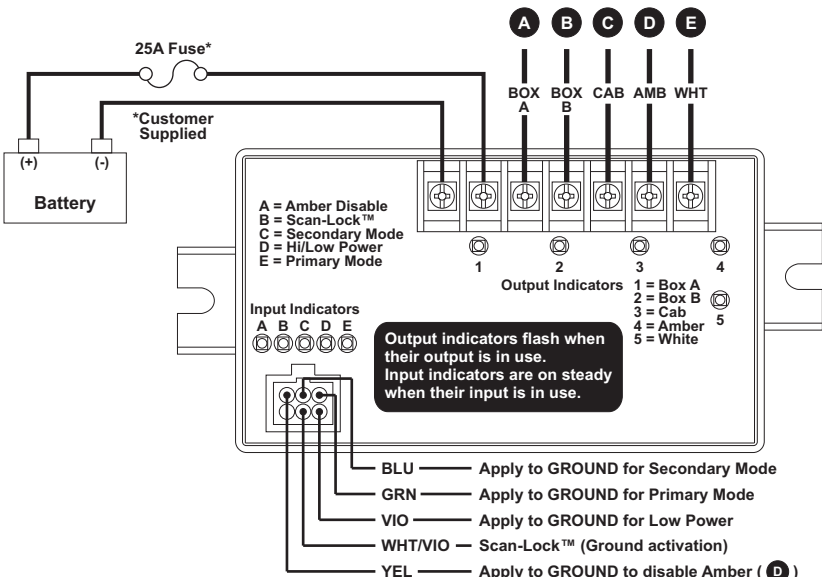 A B C D E
25A Fuse*
BOX A BOX B CAB AMB WHT
*Customer
Supplied
(+) (-)
Battery
A = Amber Disable
B = Scan-Lock™
C = Secondary Mode
D = Hi/Low Power
E = Primary Mode
1 2 3 4
Output Indicators
1 = Box A
2 = Box B
3 = Cab
4 = Amber
5 = White
5
Input Indicators
A B C D E
Output indicators flash when
their output is in use.
Input indicators are on steady
when their input is in use.
BLU Apply to GROUND for Secondary Mode
GRN Apply to GROUND for Primary Mode
VIO Apply to GROUND for Low Power
WHT/VIO Scan-Lock™ (Ground activation)
YEL Apply to GROUND to disable Amber ( D )